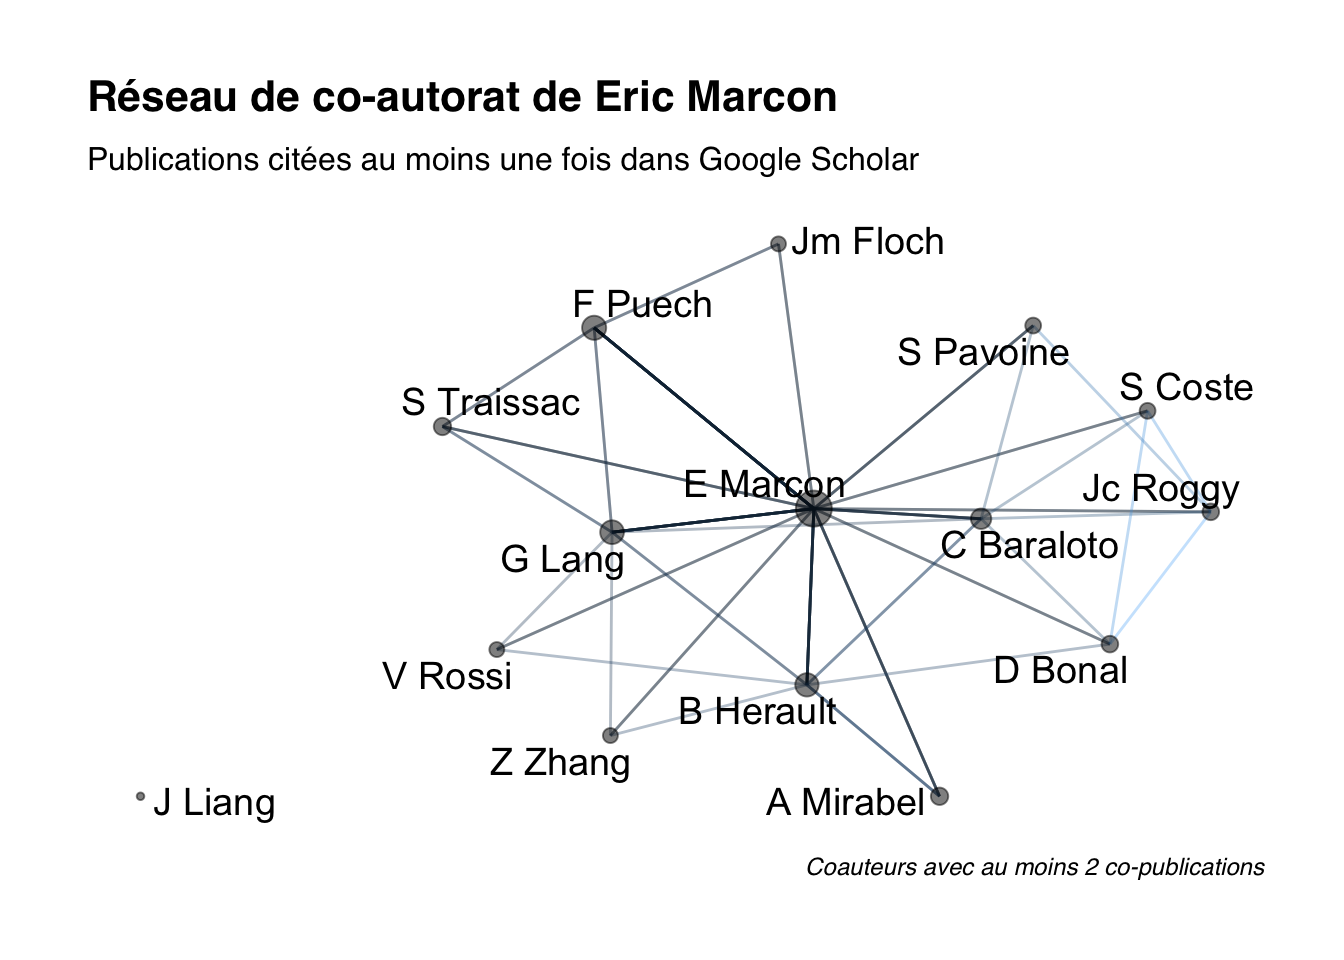 Réseau de co-autorat de Eric Marcon
Publications citées au moins une fois dans Google Scholar
Jm Floch
F Puech
S Pavoine
S Coste
S Traissac
E Marcon
Jc Roggy
C Baraloto
G Lang
D Bonal
V Rossi
B Herault
Z Zhang
J Liang
A Mirabel
Coauteurs avec au moins 2 co-publications